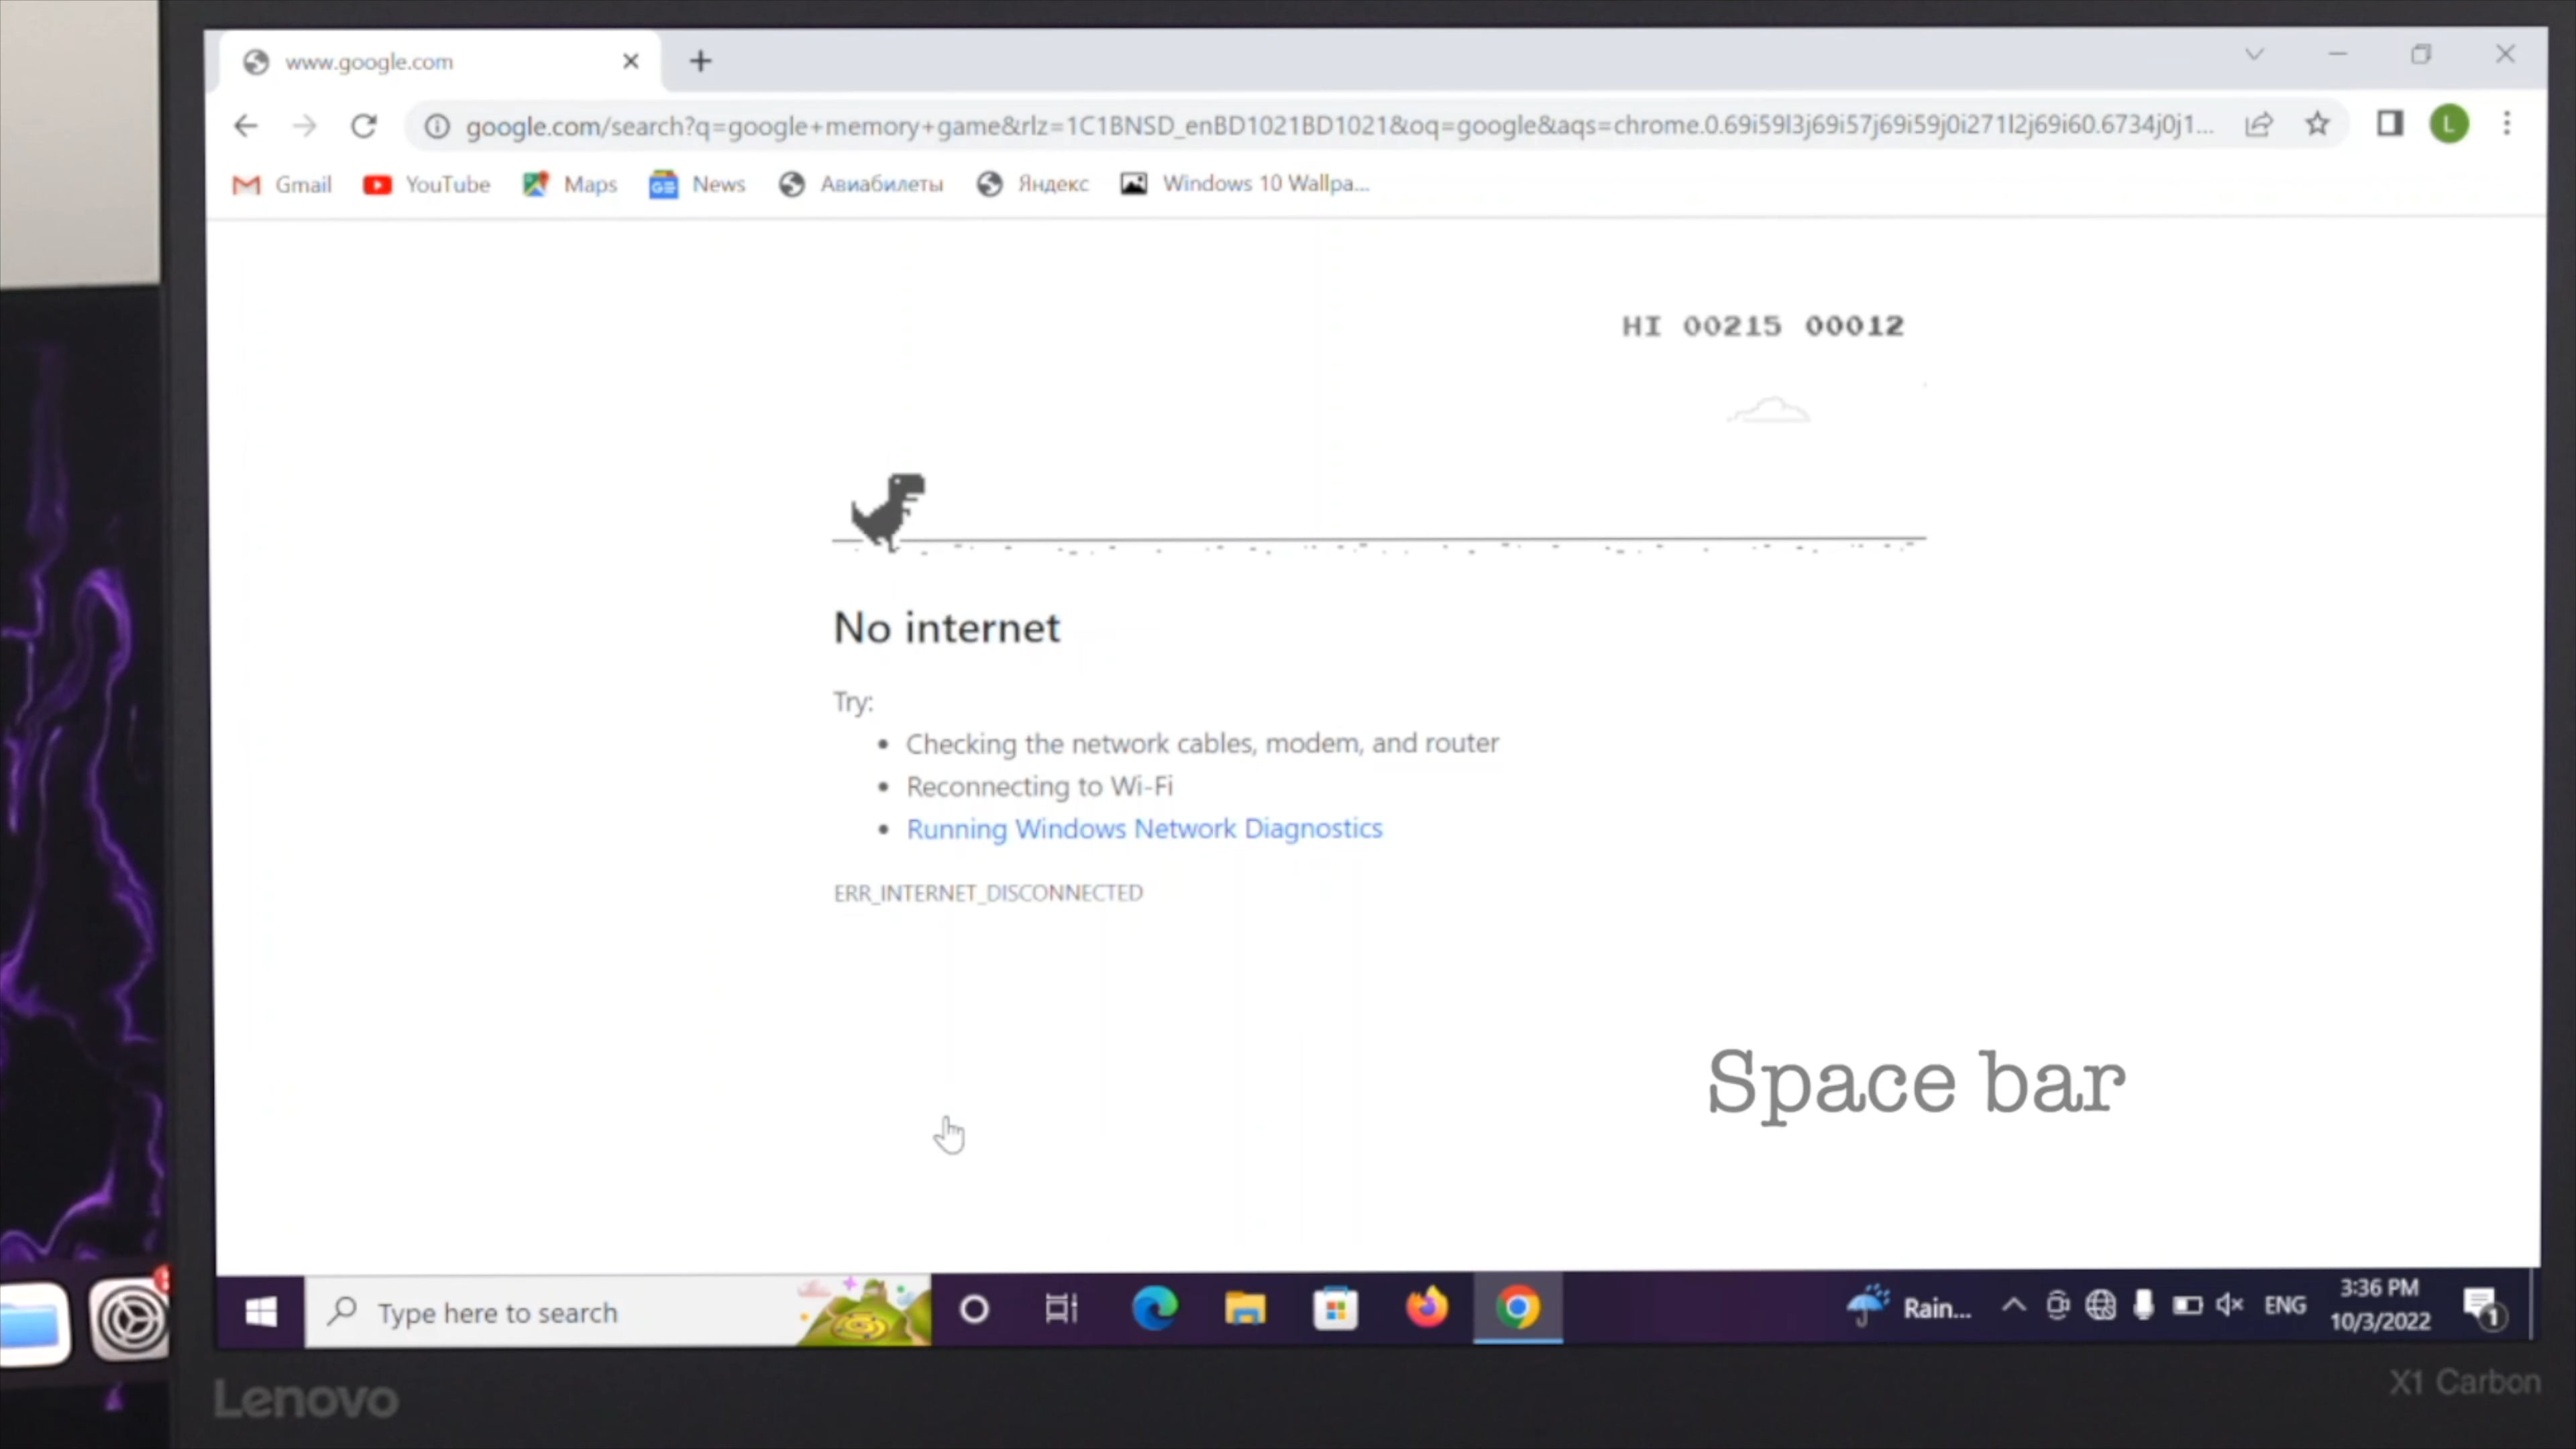 www.google.com
google.com/search?q=google+memory+game&rlz=1C1BNSD_enBD1021BD1021&oq=google&aqs=chrome.0.69i59l3j69i57j69i59j0i271l2j69i60.6734j0j1...
L
Gmail YouTube Maps News Авиабилеты Яндекс Windows 10 Wallpa...
HI 00215 00012
No internet
Try:
• Checking the network cables, modem, and router
• Reconnecting to Wi-Fi
• Running Windows Network Diagnostics
ERR_INTERNET_DISCONNECTED
Space bar
Type here to search
Rain...
ENG
3:36 PM
10/3/2022
1
Lenovo
X1 Carbon